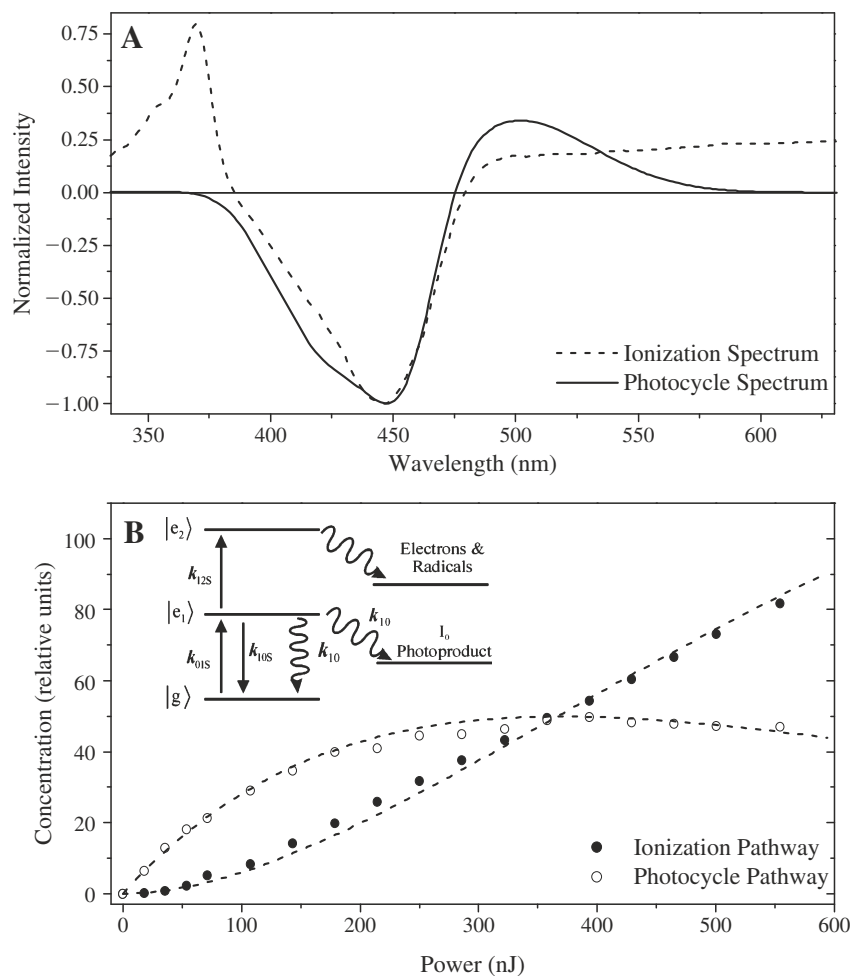 A
0.75
0.50
0.25
0.00
−0.25
−0.50
−0.75
−1.00
Normalized Intensity
Ionization Spectrum
Photocycle Spectrum
350 400 450 500 550 600
Wavelength (nm)
B
100
80
60
40
20
0
Concentration (relative units)
|e₂⟩
Electrons &
Radicals
k₁₂S
|e₁⟩
k₁₀
I₀
Photoproduct
k₀₁S k₁₀S k₁₀
|g⟩
Ionization Pathway
Photocycle Pathway
0 100 200 300 400 500 600
Power (nJ)